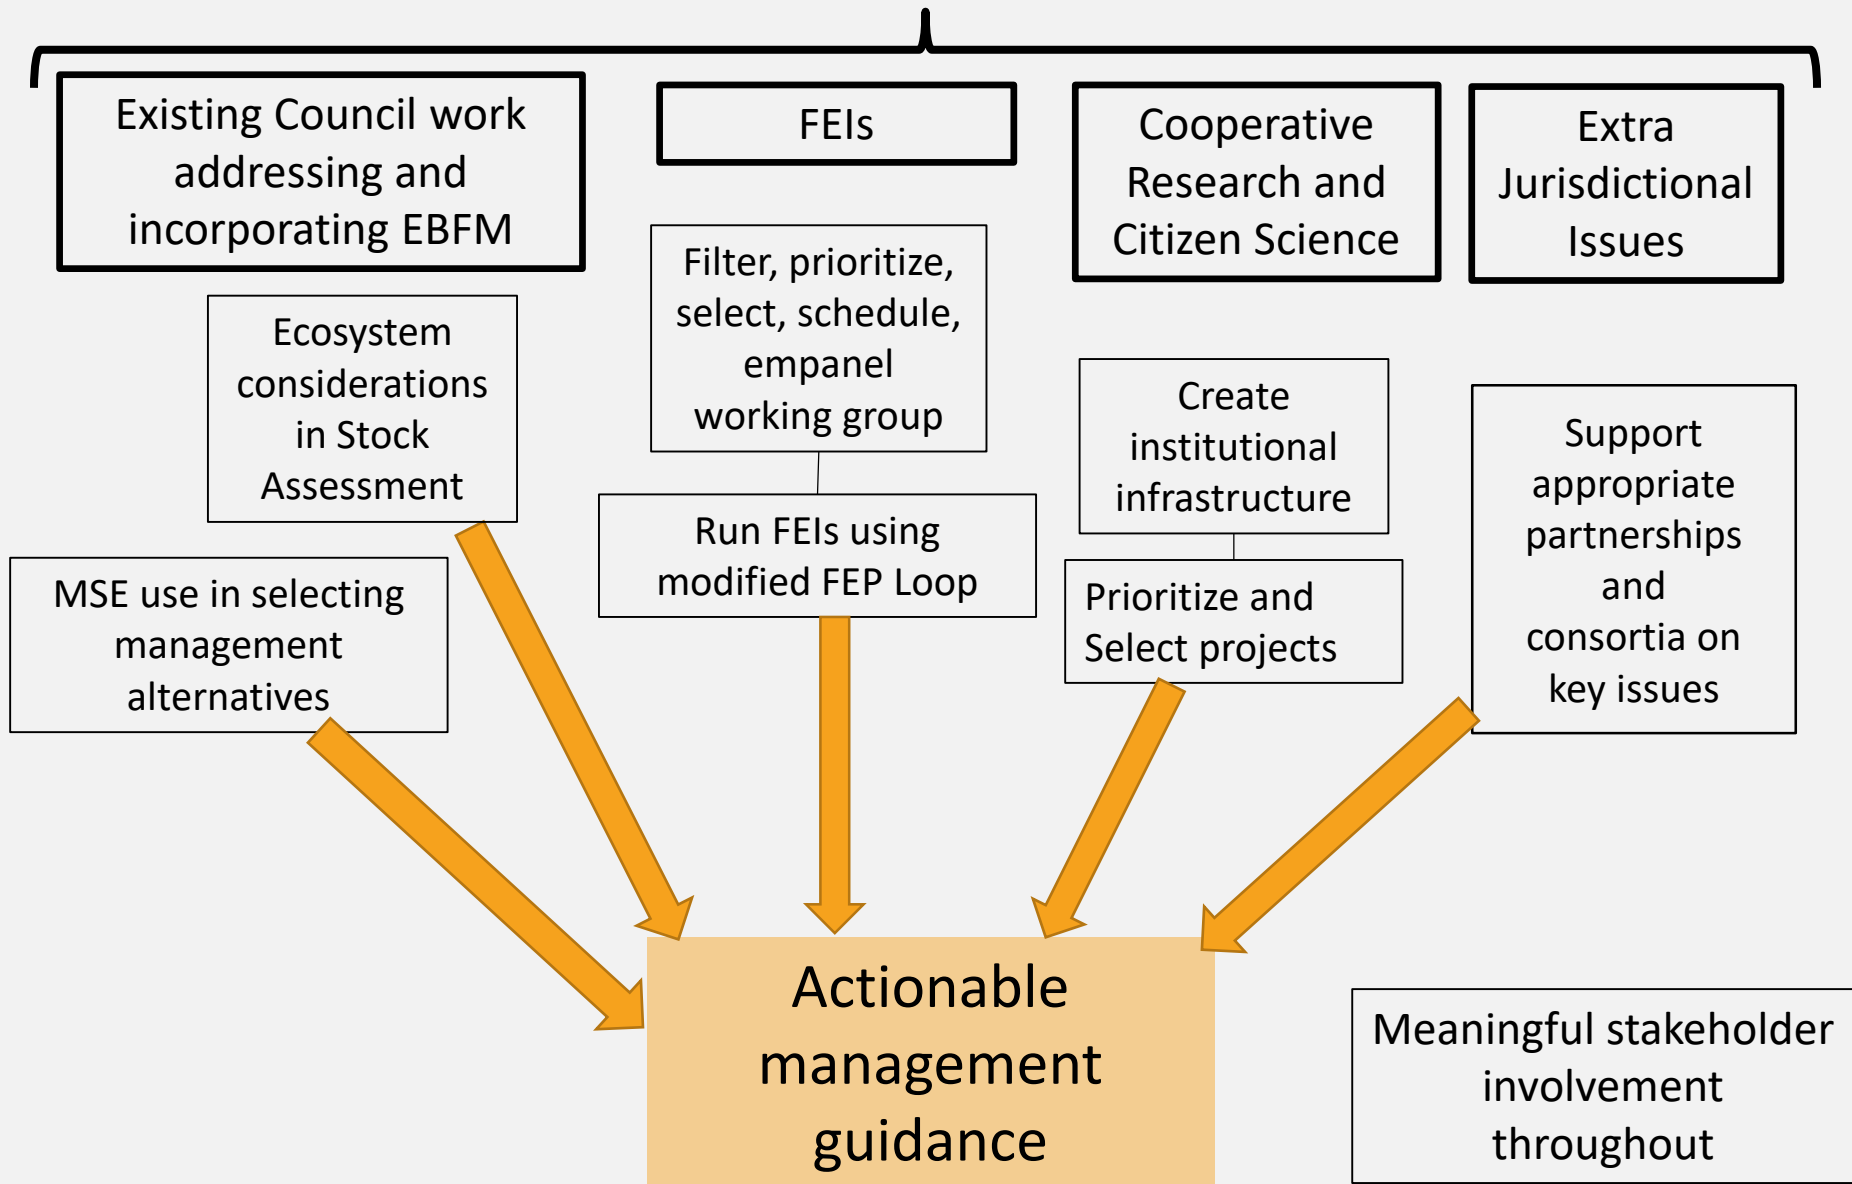 Existing Council work
addressing and
incorporating EBFM
FEIs
Cooperative
Research and
Citizen Science
Extra
Jurisdictional
Issues
Ecosystem
considerations
in Stock
Assessment
MSE use in selecting
management
alternatives
Filter, prioritize,
select, schedule,
empanel
working group
Run FEIs using
modified FEP Loop
Create
institutional
infrastructure
Prioritize and
Select projects
Support
appropriate
partnerships
and
consortia on
key issues
Actionable
management
guidance
Meaningful stakeholder
involvement
throughout